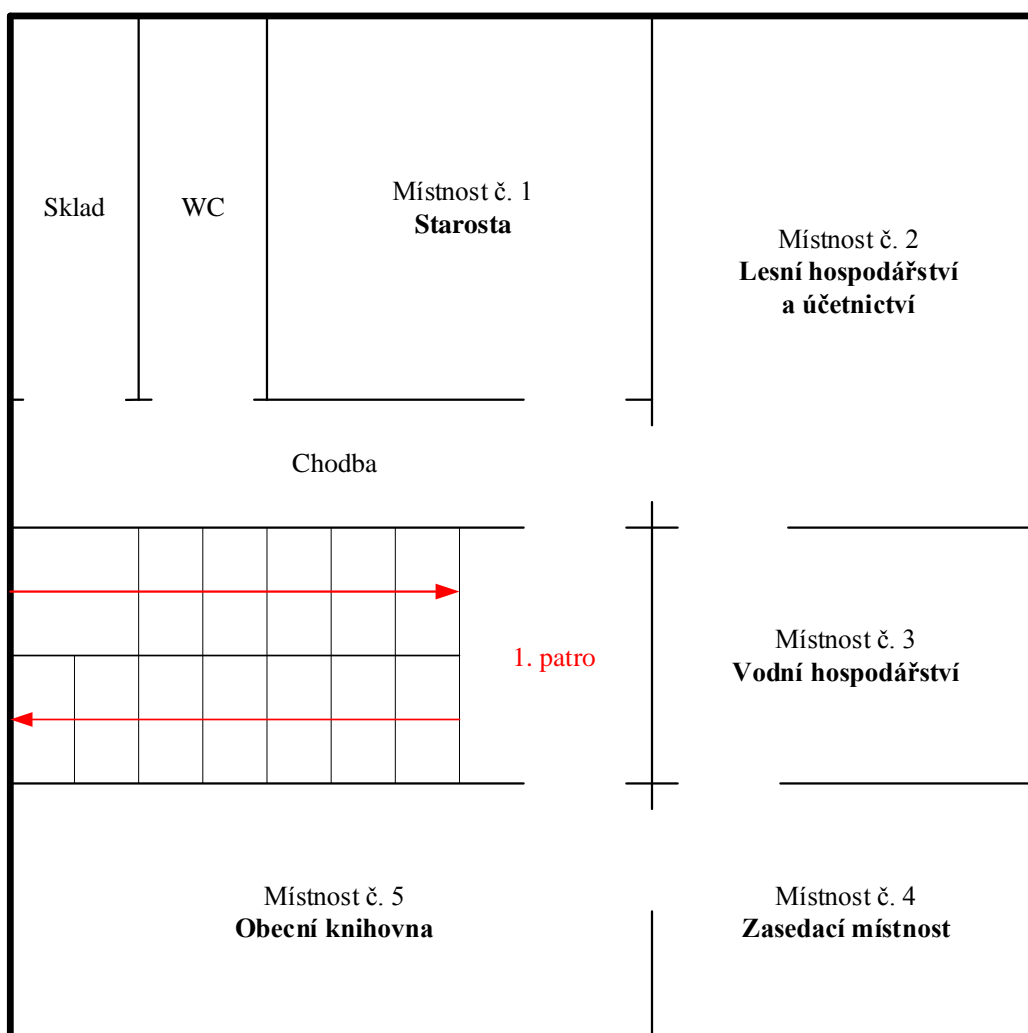 Sklad
WC
Místnost č. 1
Starosta
Místnost č. 2
Lesní hospodářství
a účetnictví
Chodba
1. patro
Místnost č. 3
Vodní hospodářství
Místnost č. 5
Obecní knihovna
Místnost č. 4
Zasedací místnost